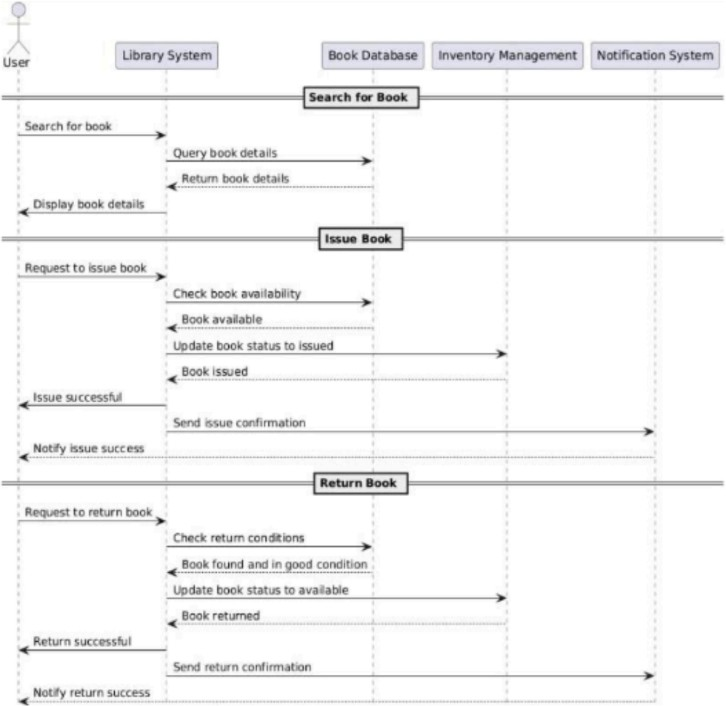 User
Library System
Book Database
Inventory Management
Notification System
Search for Book
Search for book
Query book details
Return book details
Display book details
Issue Book
Request to issue book
Check book availability
Book available
Update book status to issued
Book issued
Issue successful
Send issue confirmation
Notify issue success
Return Book
Request to return book
Check return conditions
Book found and in good condition
Update book status to available
Book returned
Return successful
Send return confirmation
Notify return success